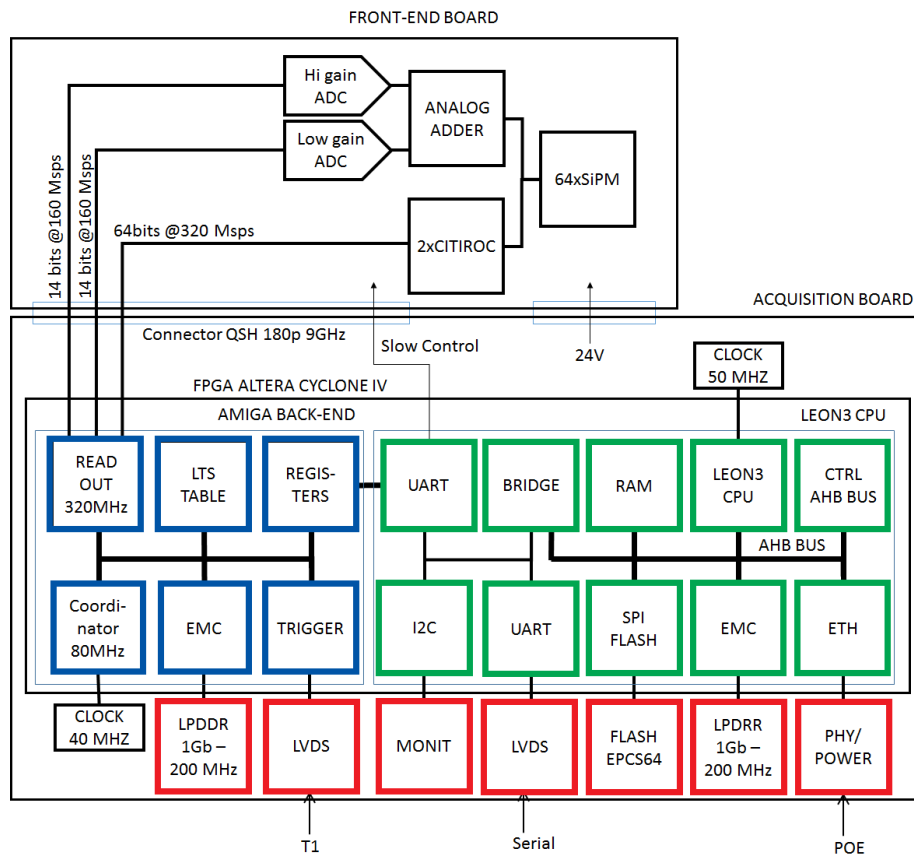 FRONT-END BOARD
Hi gain
ADC
ANALOG
ADDER
Low gain
ADC
64xSiPM
14 bits @160 Msps
14 bits @160 Msps
64bits @320 Msps
2xCITIROC
ACQUISITION BOARD
Connector QSH 180p 9GHz
Slow Control
24V
CLOCK
50 MHZ
FPGA ALTERA CYCLONE IV
AMIGA BACK-END
LEON3 CPU
READ
OUT
320MHz
LTS
TABLE
REGIS-
TERS
UART
BRIDGE
RAM
LEON3
CPU
CTRL
AHB BUS
AHB BUS
Coordi-
nator
80MHz
EMC
TRIGGER
I2C
UART
SPI
FLASH
EMC
ETH
CLOCK
40 MHZ
LPDDR
1Gb –
200 MHz
LVDS
MONIT
LVDS
FLASH
EPCS64
LPDRR
1Gb –
200 MHz
PHY/
POWER
T1
Serial
POE